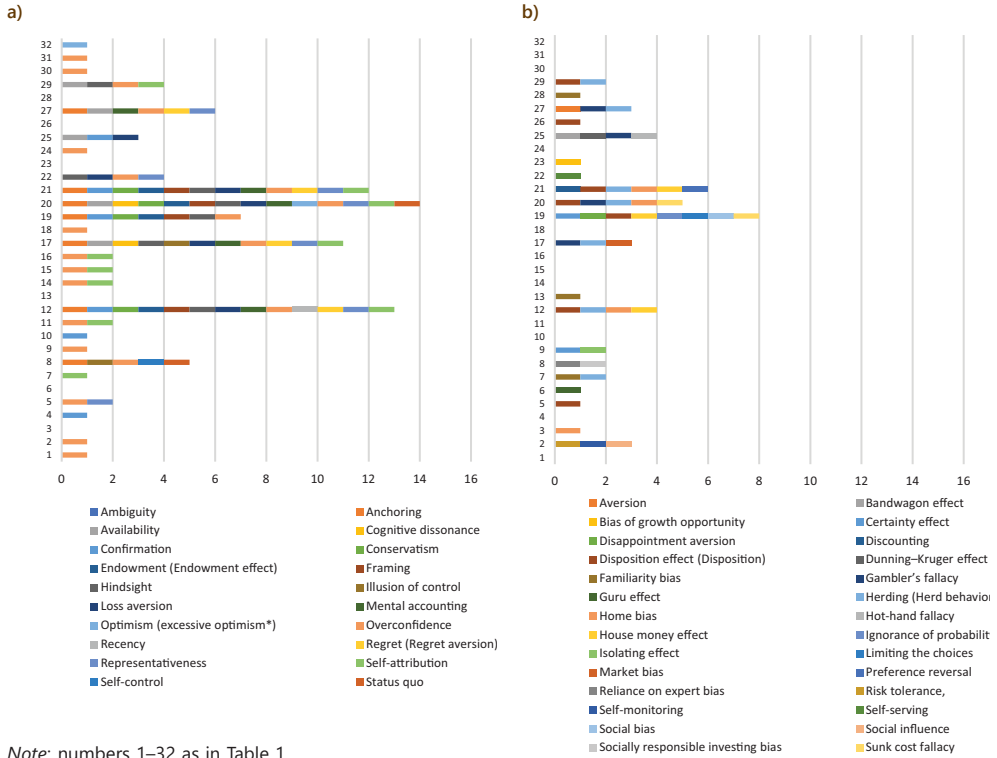 a)
32
31
30
29
28
27
26
25
24
23
22
21
20
19
18
17
16
15
14
13
12
11
10
9
8
7
6
5
4
3
2
1
0 2 4 6 8 10 12 14 16
Ambiguity Anchoring
Availability Cognitive dissonance
Confirmation Conservatism
Endowment (Endowment effect) Framing
Hindsight Illusion of control
Loss aversion Mental accounting
Optimism (excessive optimism*) Overconfidence
Recency Regret (Regret aversion)
Representativeness Self-attribution
Self-control Status quo
Note: numbers 1–32 as in Table 1
b)
32
31
30
29
28
27
26
25
24
23
22
21
20
19
18
17
16
15
14
13
12
11
10
9
8
7
6
5
4
3
2
1
0 2 4 6 8 10 12 14 16
Aversion Bandwagon effect
Bias of growth opportunity Certainty effect
Disappointment aversion Discounting
Disposition effect (Disposition) Dunning–Kruger effect
Familiarity bias Gambler's fallacy
Guru effect Herding (Herd behavior
Home bias Hot-hand fallacy
House money effect Ignorance of probabilit
Isolating effect Limiting the choices
Market bias Preference reversal
Reliance on expert bias Risk tolerance,
Self-monitoring Self-serving
Social bias Social influence
Socially responsible investing bias Sunk cost fallacy